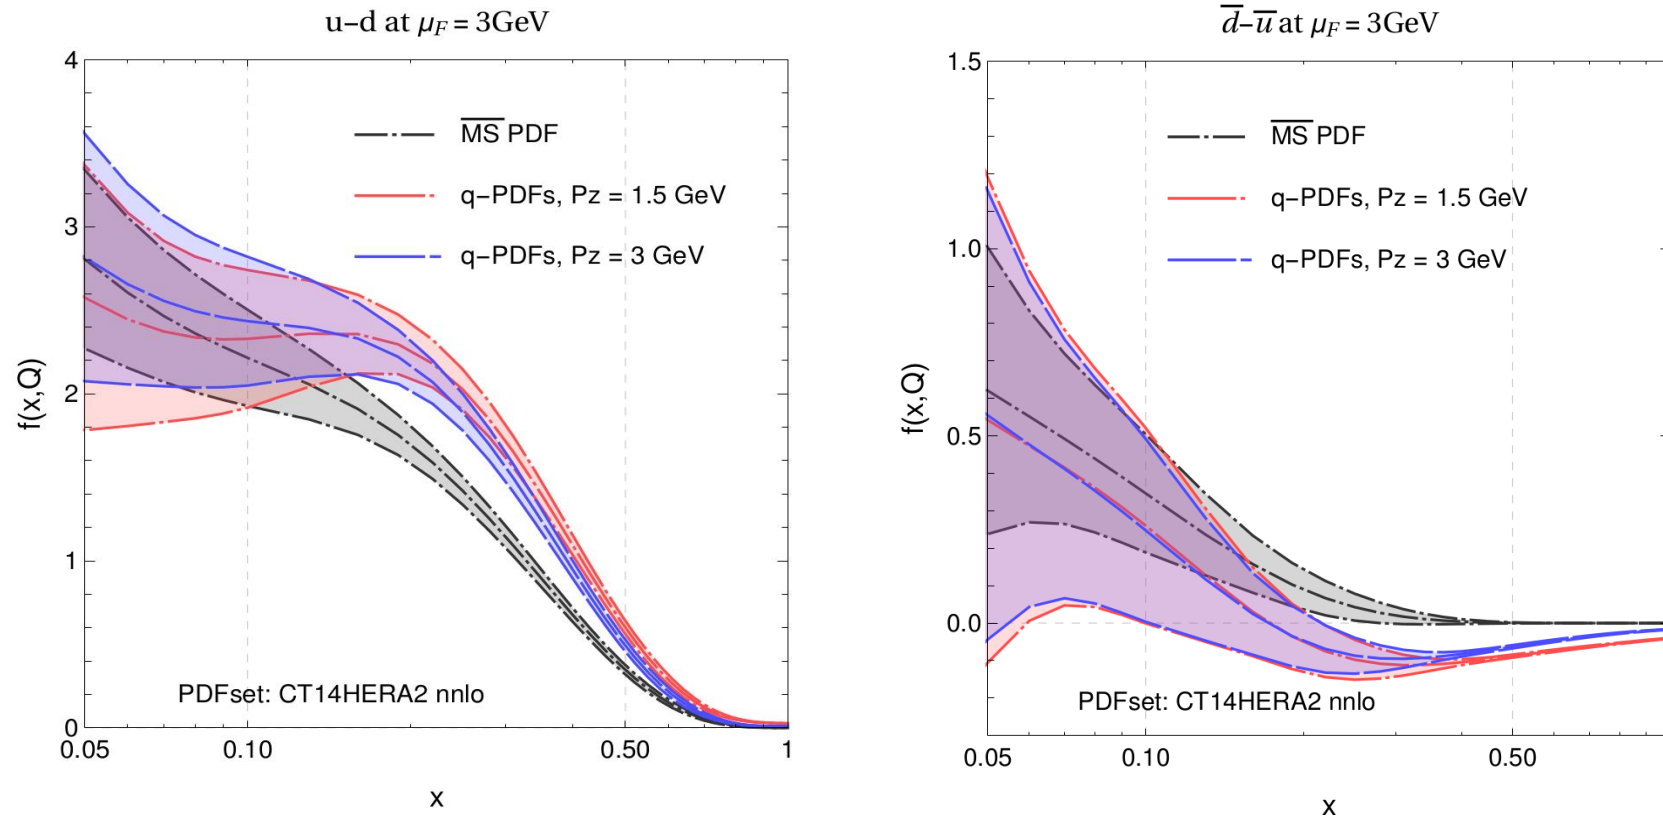 u–d at μF = 3GeV
4
3
2
1
0
f(x,Q)
M̅S̅ PDF
q–PDFs, Pz = 1.5 GeV
q–PDFs, Pz = 3 GeV
PDFset: CT14HERA2 nnlo
0.05 0.10 0.50 1
x
d̅–u̅ at μF = 3GeV
1.5
1.0
0.5
0.0
f(x,Q)
M̅S̅ PDF
q–PDFs, Pz = 1.5 GeV
q–PDFs, Pz = 3 GeV
PDFset: CT14HERA2 nnlo
0.05 0.10 0.50
x